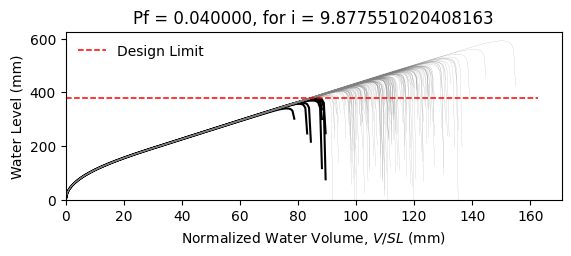 Pf = 0.040000, for i = 9.877551020408163
Design Limit
Water Level (mm)
600
400
200
0
0 20 40 60 80 100 120 140 160
Normalized Water Volume, V/SL (mm)